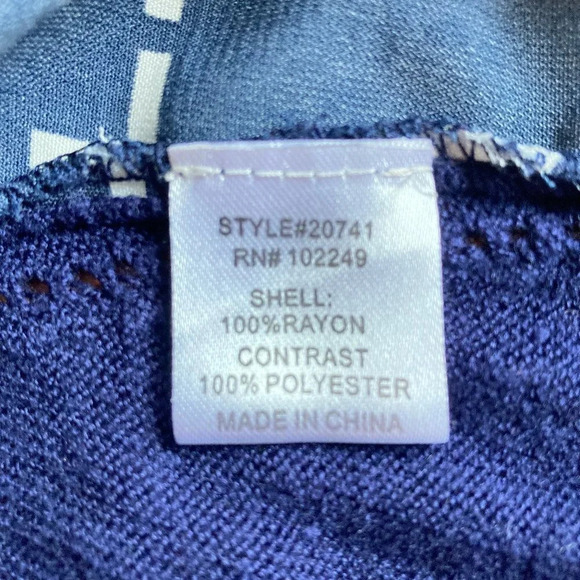 STYLE#20741
RN# 102249
SHELL:
100%RAYON
CONTRAST
100% POLYESTER
MADE IN CHINA